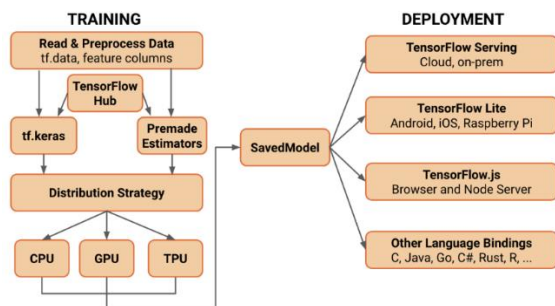 TRAINING
Read & Preprocess Data
tf.data, feature columns
TensorFlow
Hub
tf.keras
Premade
Estimators
Distribution Strategy
CPU
GPU
TPU
SavedModel
DEPLOYMENT
TensorFlow Serving
Cloud, on-prem
TensorFlow Lite
Android, iOS, Raspberry Pi
TensorFlow.js
Browser and Node Server
Other Language Bindings
C, Java, Go, C#, Rust, R, ...